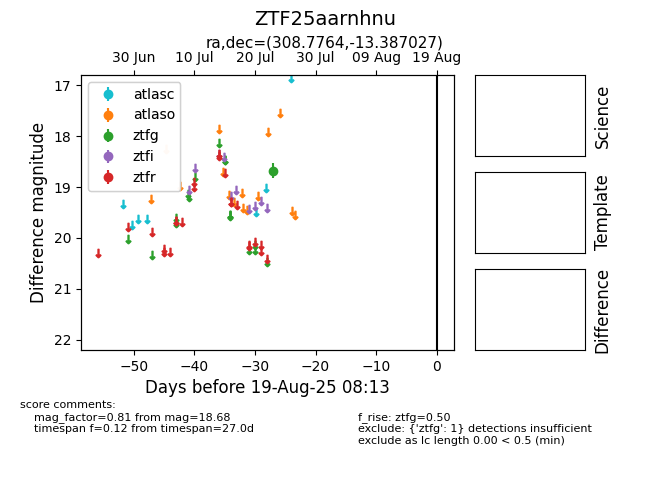 ZTF25aarnhnu
ra,dec=(308.7764,-13.387027)
30 Jun 10 Jul 20 Jul 30 Jul 09 Aug 19 Aug
17
18
19
20
21
22
Difference magnitude
atlasc
atlaso
ztfg
ztfi
ztfr
−50 −40 −30 −20 −10 0
Days before 19-Aug-25 08:13
Science
Template
Difference
score comments:
mag_factor=0.81 from mag=18.68
timespan f=0.12 from timespan=27.0d
f_rise: ztfg=0.50
exclude: {'ztfg': 1} detections insufficient
exclude as lc length 0.00 < 0.5 (min)